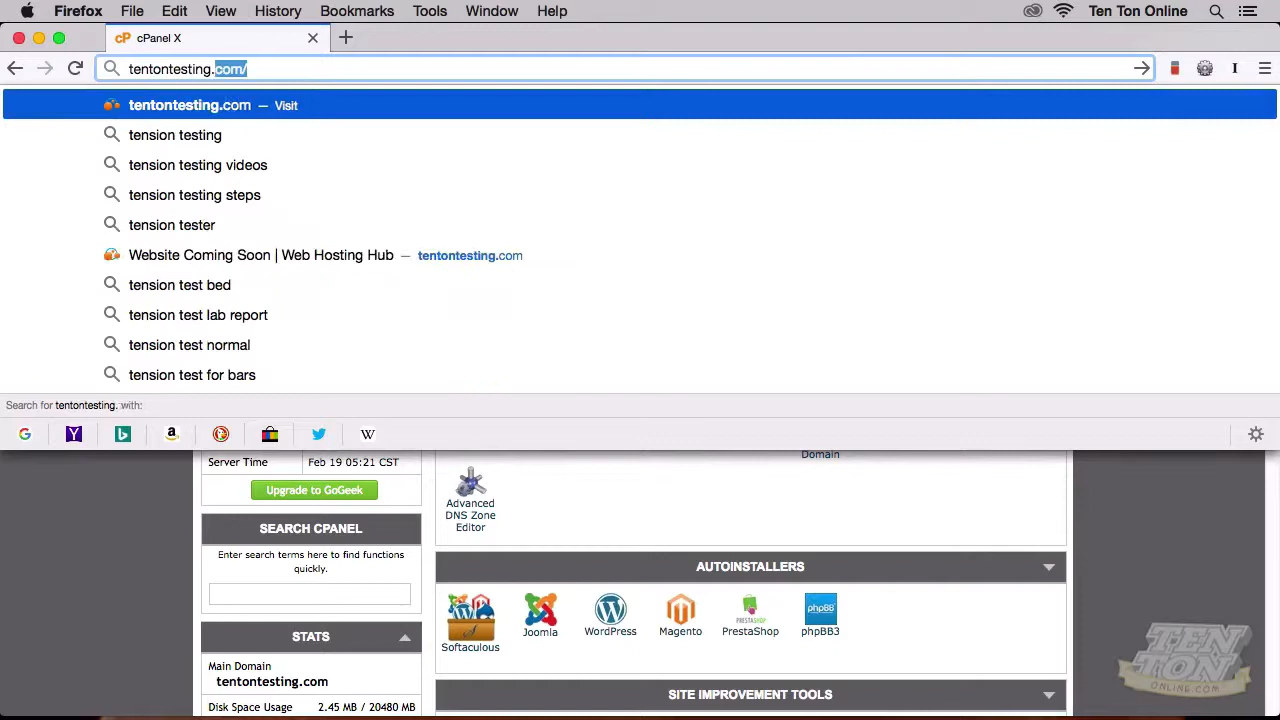 Firefox File Edit View History Bookmarks Tools Window Help Ten Ton Online
cP cPanel X
tentontesting.com/
tentontesting.com — Visit
tension testing
tension testing videos
tension testing steps
tension tester
Website Coming Soon | Web Hosting Hub — tentontesting.com
tension test bed
tension test lab report
tension test normal
tension test for bars
Search for tentontesting. with:
Server Time Feb 19 05:21 CST
Upgrade to GoGeek
SEARCH CPANEL
Enter search terms here to find functions
quickly.
STATS
Main Domain
tentontesting.com
Disk Space Usage 2.45 MB / 20480 MB
Domain
Advanced
DNS Zone
Editor
AUTOINSTALLERS
Softaculous
Joomla
WordPress
Magento
PrestaShop
phpBB
phpBB3
SITE IMPROVEMENT TOOLS
TEN
TON
ONLINE.COM